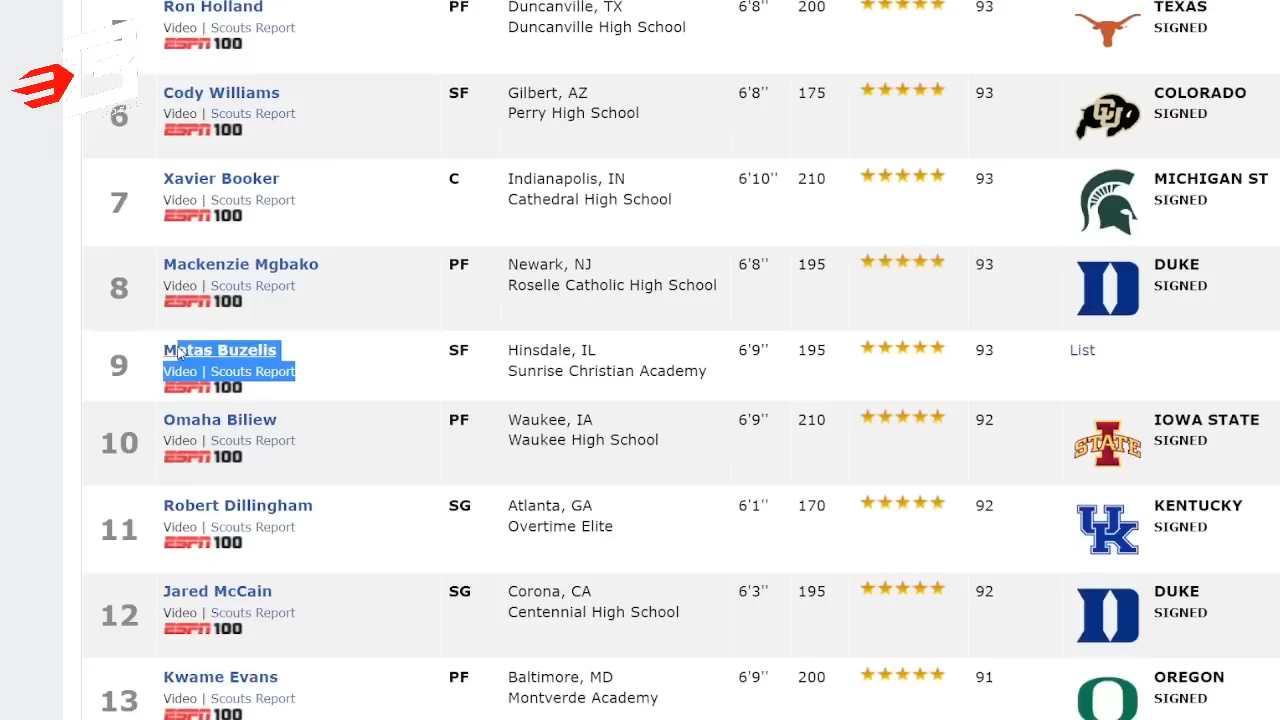 Ron Holland PF Duncanville, TX 6'8'' 200 93 TEXAS
Video | Scouts Report Duncanville High School SIGNED
ESPN 100
6 Cody Williams SF Gilbert, AZ 6'8'' 175 93 COLORADO
Video | Scouts Report Perry High School SIGNED
ESPN 100
7 Xavier Booker C Indianapolis, IN 6'10'' 210 93 MICHIGAN ST
Video | Scouts Report Cathedral High School SIGNED
ESPN 100
8 Mackenzie Mgbako PF Newark, NJ 6'8'' 195 93 DUKE
Video | Scouts Report Roselle Catholic High School SIGNED
ESPN 100
9 Matas Buzelis SF Hinsdale, IL 6'9'' 195 93 List
Video | Scouts Report Sunrise Christian Academy
ESPN 100
10 Omaha Biliew PF Waukee, IA 6'9'' 210 92 IOWA STATE
Video | Scouts Report Waukee High School SIGNED
ESPN 100
11 Robert Dillingham SG Atlanta, GA 6'1'' 170 92 KENTUCKY
Video | Scouts Report Overtime Elite SIGNED
ESPN 100
12 Jared McCain SG Corona, CA 6'3'' 195 92 DUKE
Video | Scouts Report Centennial High School SIGNED
ESPN 100
13 Kwame Evans PF Baltimore, MD 6'9'' 200 91 OREGON
Video | Scouts Report Montverde Academy SIGNED
ESPN 100